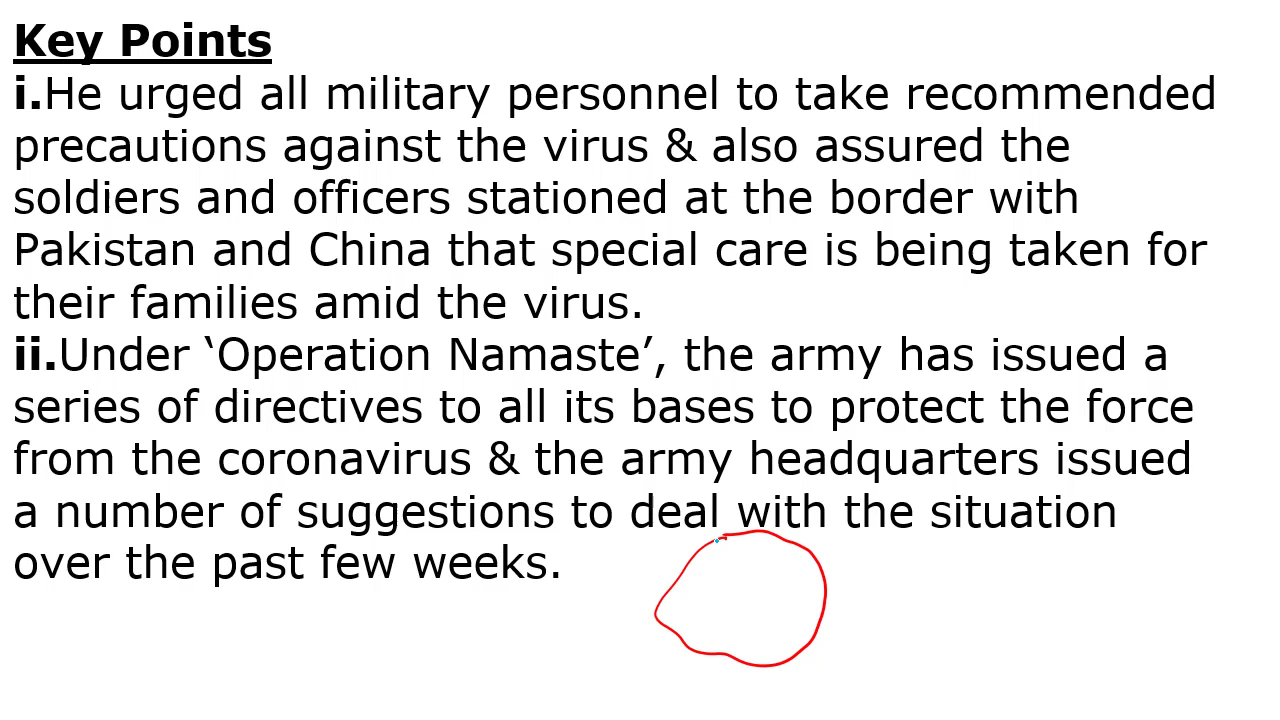 Key Points
i.He urged all military personnel to take recommended
precautions against the virus & also assured the
soldiers and officers stationed at the border with
Pakistan and China that special care is being taken for
their families amid the virus.
ii.Under ‘Operation Namaste’, the army has issued a
series of directives to all its bases to protect the force
from the coronavirus & the army headquarters issued
a number of suggestions to deal with the situation
over the past few weeks.